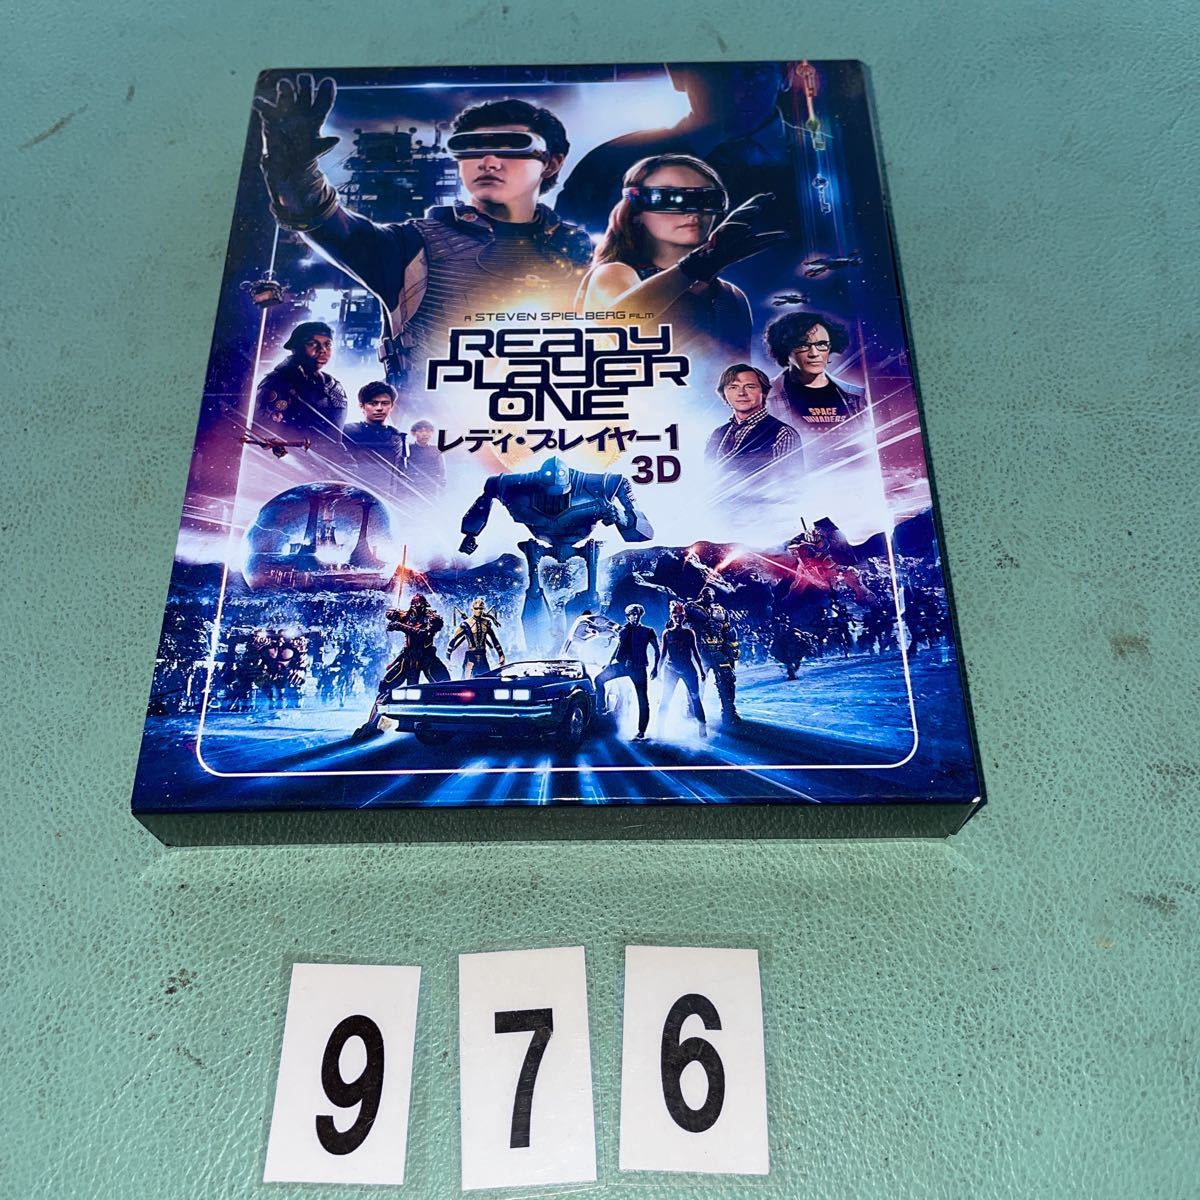 A STEVEN SPIELBERG FILM
READY
PLAYER
ONE
レディ・プレイヤー1
3D
SPACE
INVADERS
9 7 6